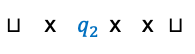 ⊔ x q₂ x x ⊔